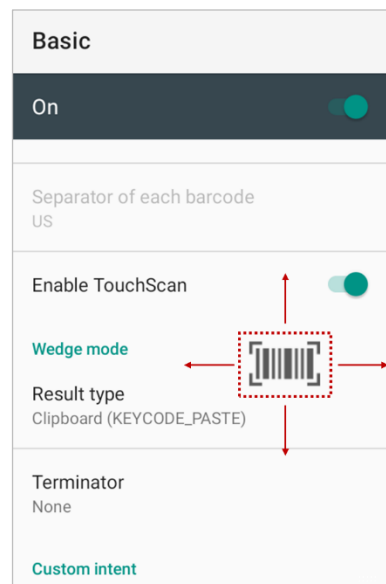 Basic
On
Separator of each barcode
US
Enable TouchScan
Wedge mode
Result type
Clipboard (KEYCODE_PASTE)
Terminator
None
Custom intent